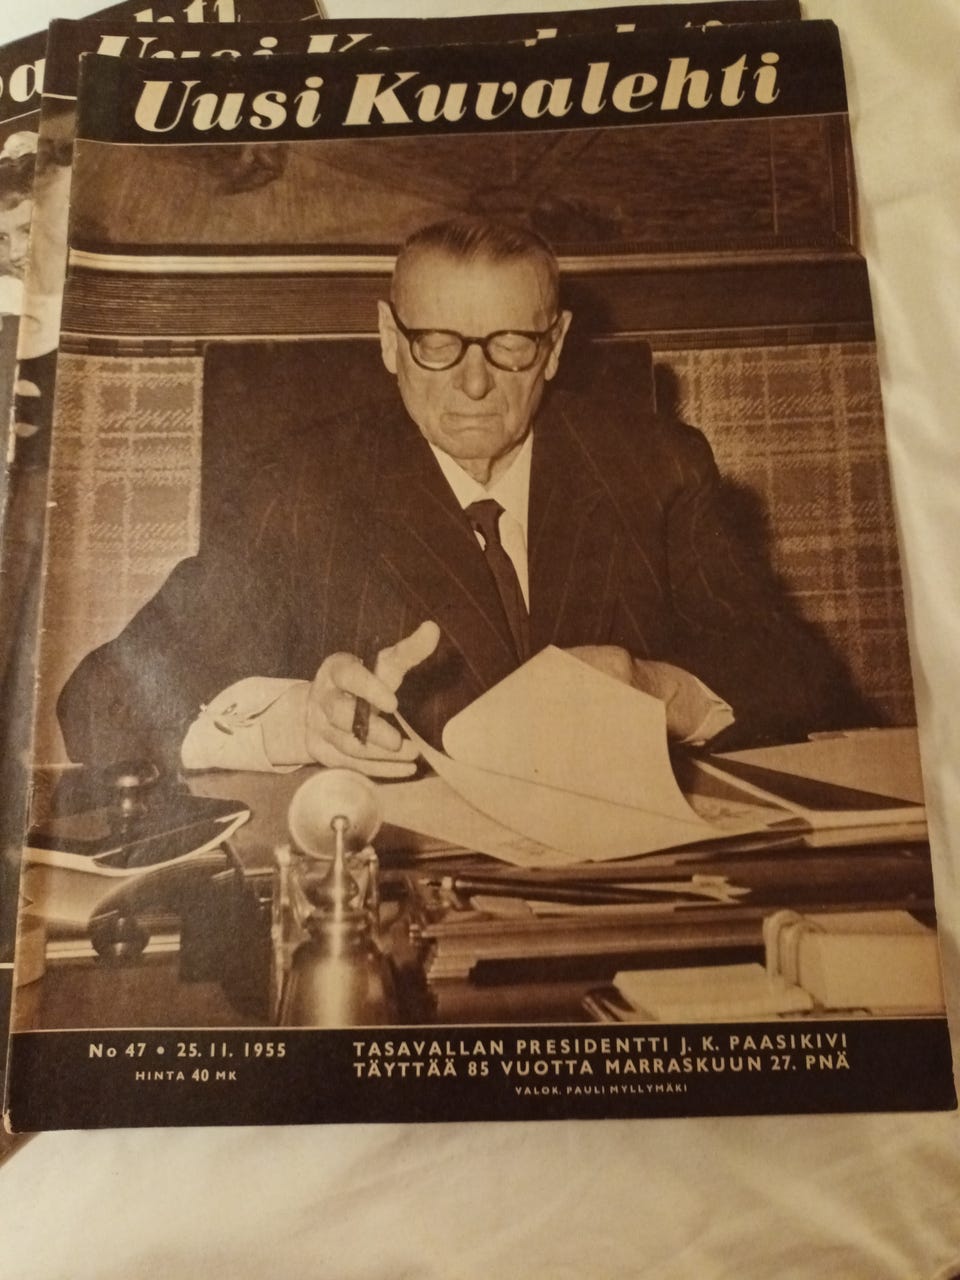 Uusi Kuvalehti
No 47 • 25.11.1955
HINTA 40 MK
TASAVALLAN PRESIDENTTI J. K. PAASIKIVI
TÄYTTÄÄ 85 VUOTTA MARRASKUUN 27. PNÄ
VALOK. PAULI MYLLYMÄKI